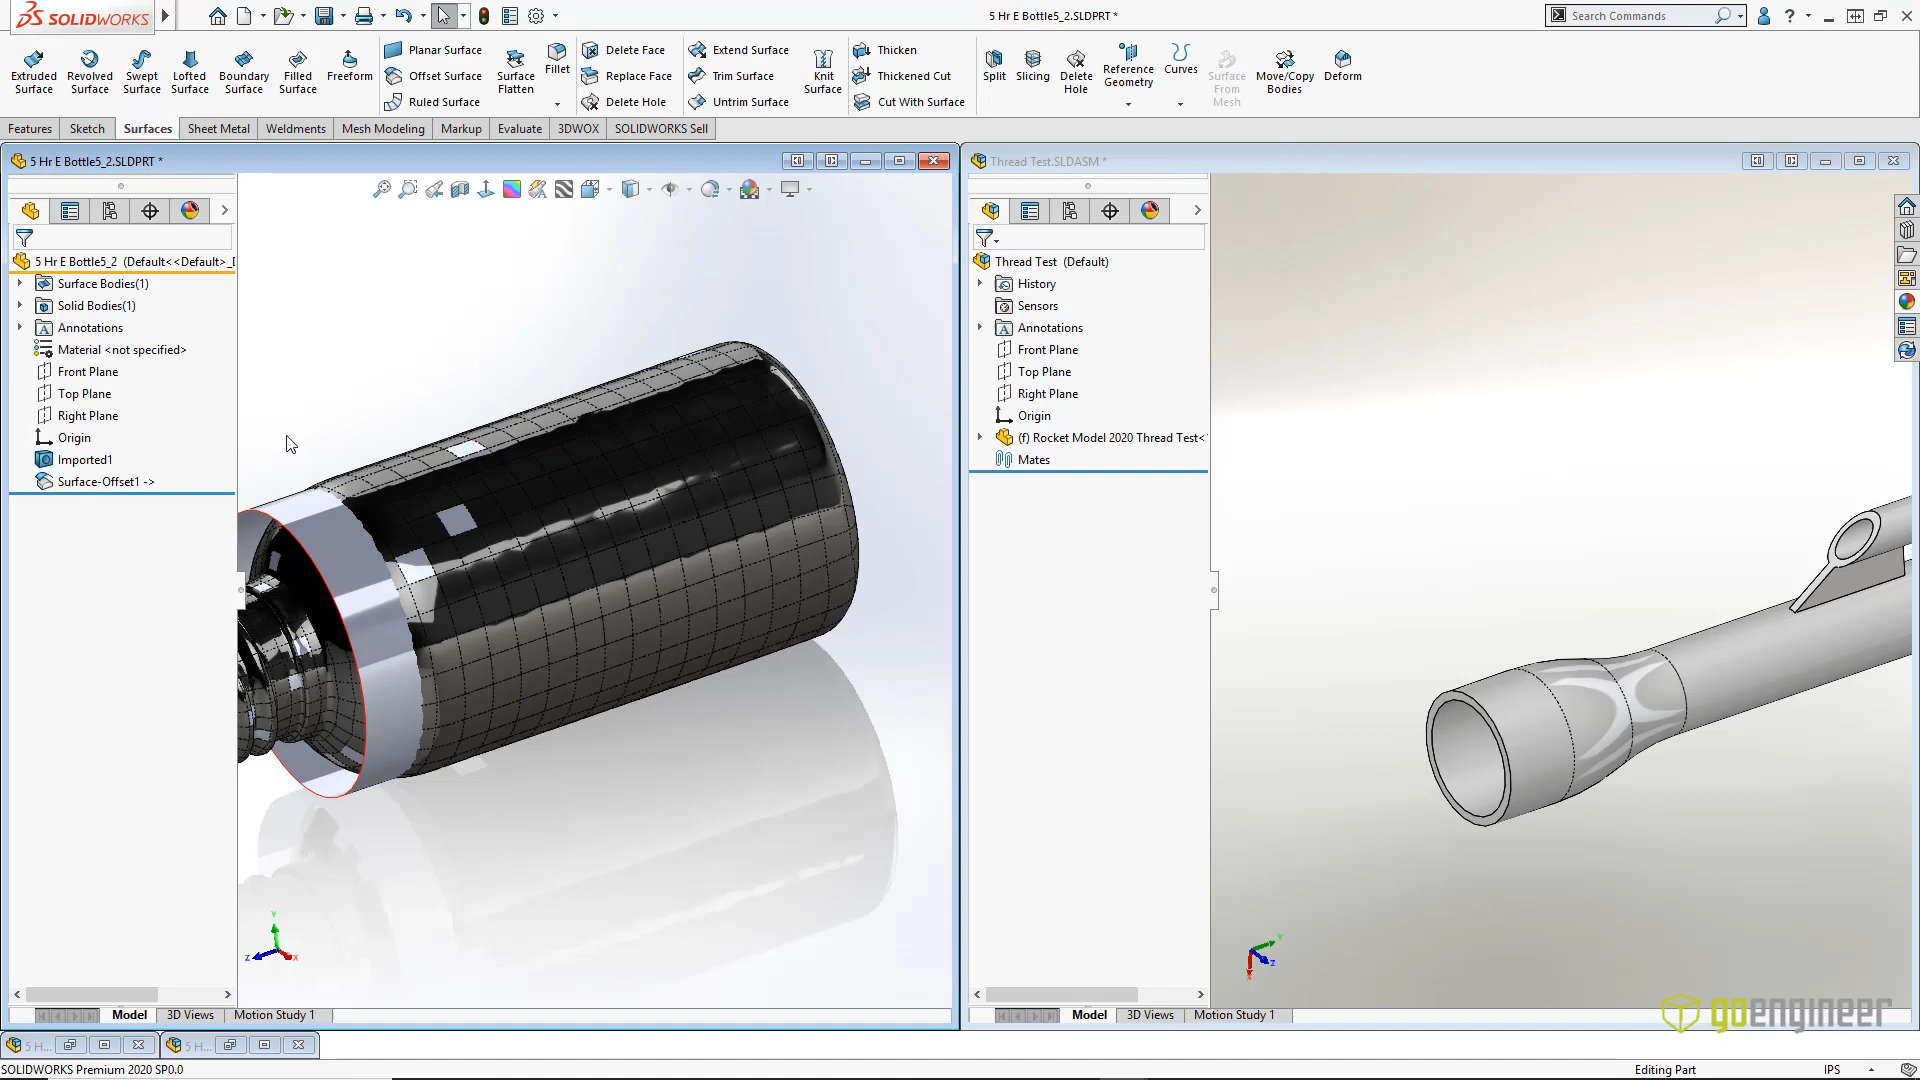 SOLIDWORKS
5 Hr E Bottle5_2.SLDPRT *
Search Commands
?
Extruded Surface
Revolved Surface
Swept Surface
Lofted Surface
Boundary Surface
Filled Surface
Freeform
Planar Surface
Offset Surface
Ruled Surface
Surface Flatten
Fillet
Delete Face
Replace Face
Delete Hole
Extend Surface
Trim Surface
Untrim Surface
Knit Surface
Thicken
Thickened Cut
Cut With Surface
Split
Slicing
Delete Hole
Reference Geometry
Curves
Surface From Mesh
Move/Copy Bodies
Deform
Features
Sketch
Surfaces
Sheet Metal
Weldments
Mesh Modeling
Markup
Evaluate
3DWOX
SOLIDWORKS Sell
5 Hr E Bottle5_2.SLDPRT *
5 Hr E Bottle5_2 (Default<<Default>_D
Surface Bodies(1)
Solid Bodies(1)
Annotations
Material <not specified>
Front Plane
Top Plane
Right Plane
Origin
Imported1
Surface-Offset1 ->
Y
Z
X
Model
3D Views
Motion Study 1
Thread Test.SLDASM *
Thread Test (Default)
History
Sensors
Annotations
Front Plane
Top Plane
Right Plane
Origin
(f) Rocket Model 2020 Thread Test<
Mates
Y
Z
X
Model
3D Views
Motion Study 1
goengineer
5 H...
5 H...
SOLIDWORKS Premium 2020 SP0.0
Editing Part
IPS